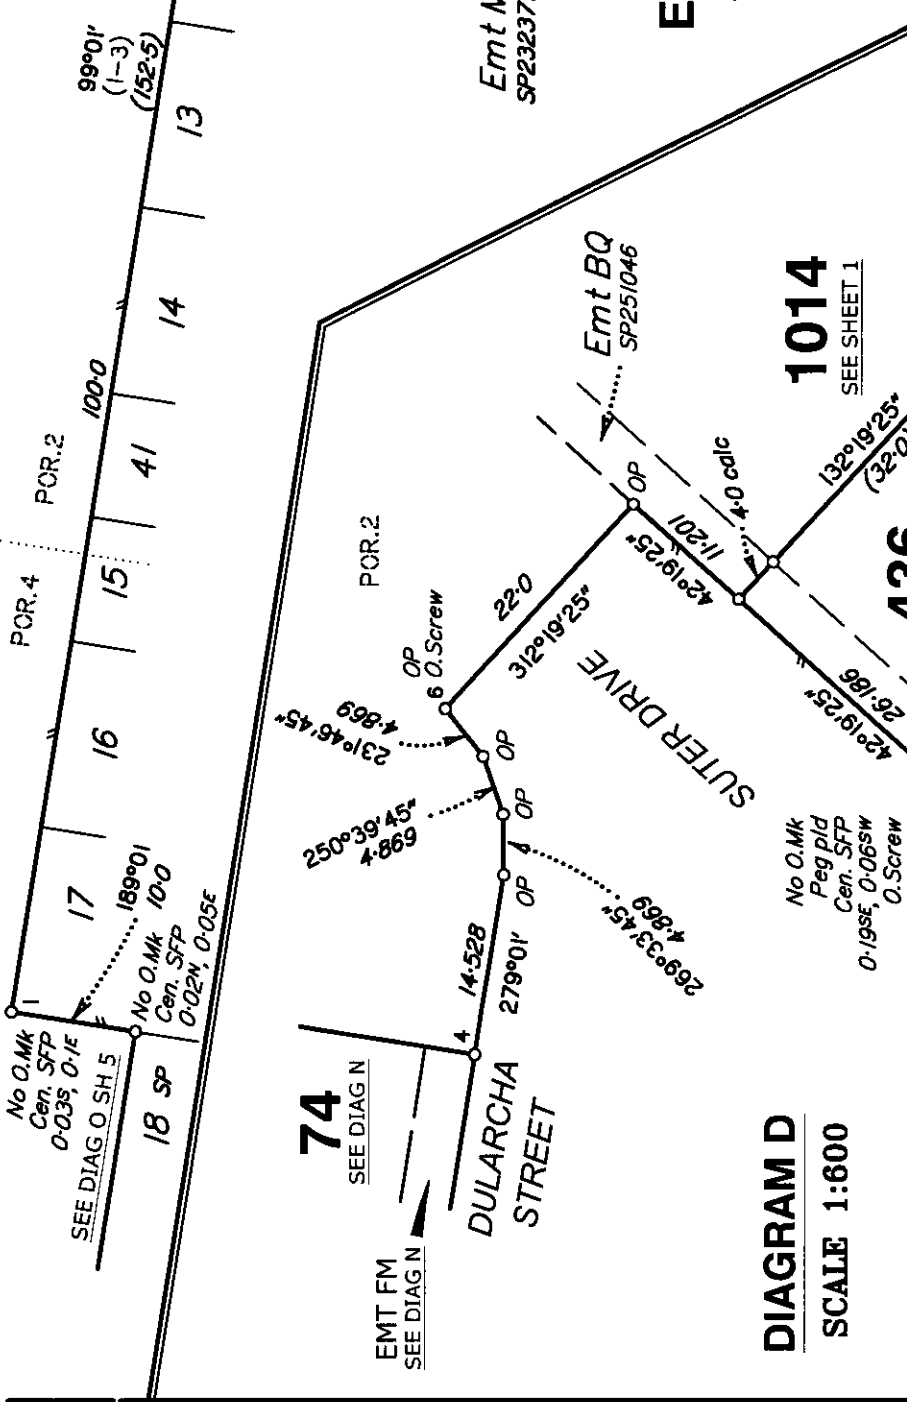 99°01'
(1-3)
(152·5)
13
14
100·0
POR.2
41
POR.4
15
16
17
189°01
10·0
1
No O.Mk
Cen. SFP
0·03S, 0·1E
SEE DIAG O SH 5
No O.Mk
Cen. SFP
0·02N, 0·05E
18 SP
Emt
SP23237
E
Emt BQ
SP251046
1014
SEE SHEET 1
POR.2
OP
22·0
312°19'25"
OP
6 O.Screw
231°46'45"
4·869
OP
250°39'45"
4·869
OP
269°33'45"
4·869
OP
14·528
279°01'
4
11·201
42°19'25"
4·0 calc
132°19'25"
(32·0)
436
26·186
42°19'25"
SUTER DRIVE
No O.Mk
Peg pld
Cen. SFP
0·19SE, 0·06SW
O.Screw
74
SEE DIAG N
DULARCHA
STREET
EMT FM
SEE DIAG N
DIAGRAM D
SCALE 1:600